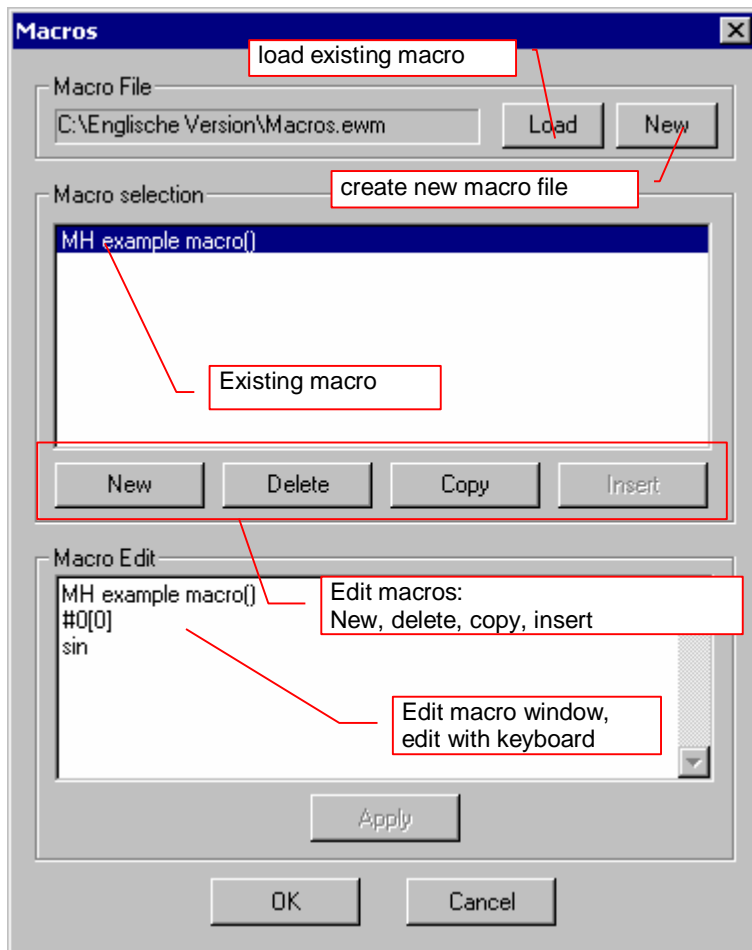 Macros
load existing macro
Macro File
C:\Englische Version\Macros.ewm
Load
New
create new macro file
Macro selection
MH example macro()
Existing macro
New
Delete
Copy
Insert
Macro Edit
MH example macro()
#0[0]
sin
Edit macros:
New, delete, copy, insert
Edit macro window,
edit with keyboard
Apply
OK
Cancel